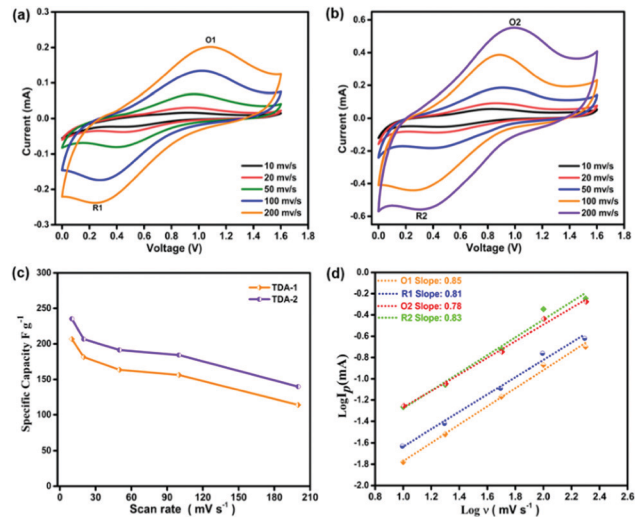 (a)
O1
R1
Current (mA)
0.3
0.2
0.1
0.0
-0.1
-0.2
-0.3
10 mv/s
20 mv/s
50 mv/s
100 mv/s
200 mv/s
0.0 0.2 0.4 0.6 0.8 1.0 1.2 1.4 1.6 1.8
Voltage (V)
(b)
O2
R2
Current (mA)
0.6
0.4
0.2
0.0
-0.2
-0.4
-0.6
10 mv/s
20 mv/s
50 mv/s
100 mv/s
200 mv/s
0.0 0.2 0.4 0.6 0.8 1.0 1.2 1.4 1.6 1.8
Voltage (V)
(c)
TDA-1
TDA-2
Specific Capacity F g⁻¹
300
250
200
150
100
50
0
0 30 60 90 120 150 180 210
Scan rate ( mV s⁻¹)
(d)
O1 Slope: 0.85
R1 Slope: 0.81
O2 Slope: 0.78
R2 Slope: 0.83
LogIp(mA)
0.2
0.0
-0.2
-0.4
-0.6
-0.8
-1.0
-1.2
-1.4
-1.6
-1.8
-2.0
0.8 1.0 1.2 1.4 1.6 1.8 2.0 2.2 2.4 2.6
Log ν ( mV s⁻¹)